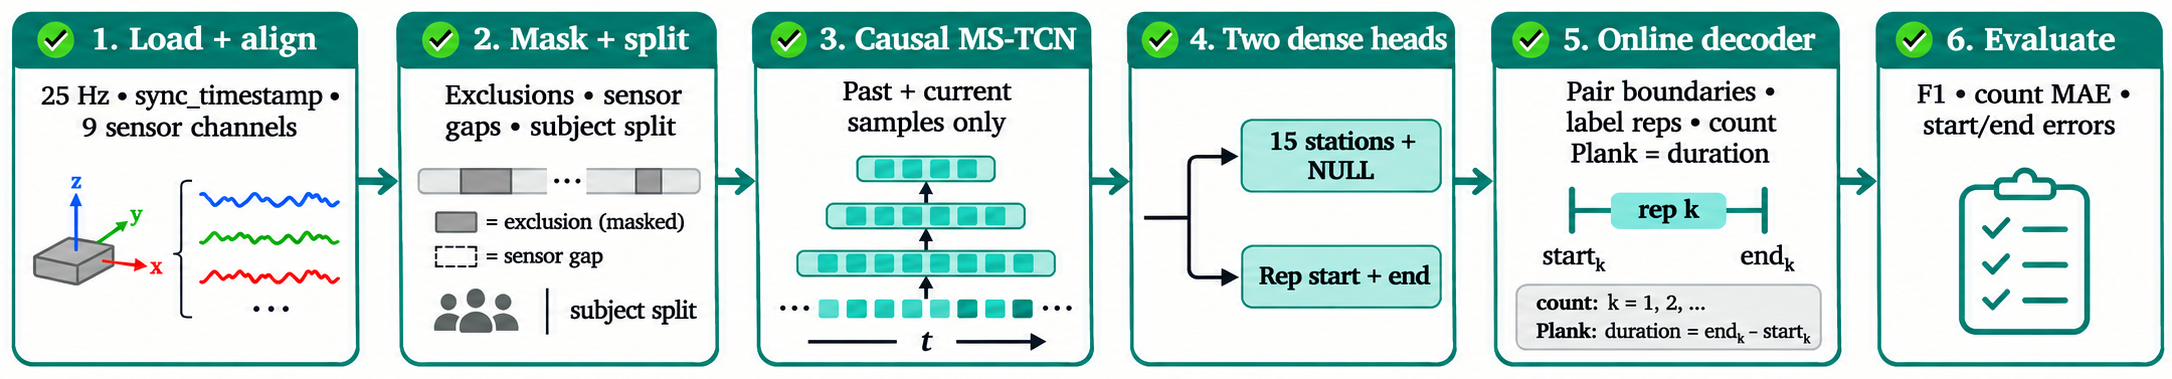 1. Load + align
25 Hz • sync_timestamp •
9 sensor channels
z
y
x
...
2. Mask + split
Exclusions • sensor
gaps • subject split
...
= exclusion (masked)
= sensor gap
subject split
3. Causal MS-TCN
Past + current
samples only
... ...
t
4. Two dense heads
15 stations +
NULL
Rep start + end
5. Online decoder
Pair boundaries •
label reps • count
Plank = duration
rep k
startₖ
endₖ
count: k = 1, 2, ...
Plank: duration = endₖ – startₖ
6. Evaluate
F1 • count MAE •
start/end errors